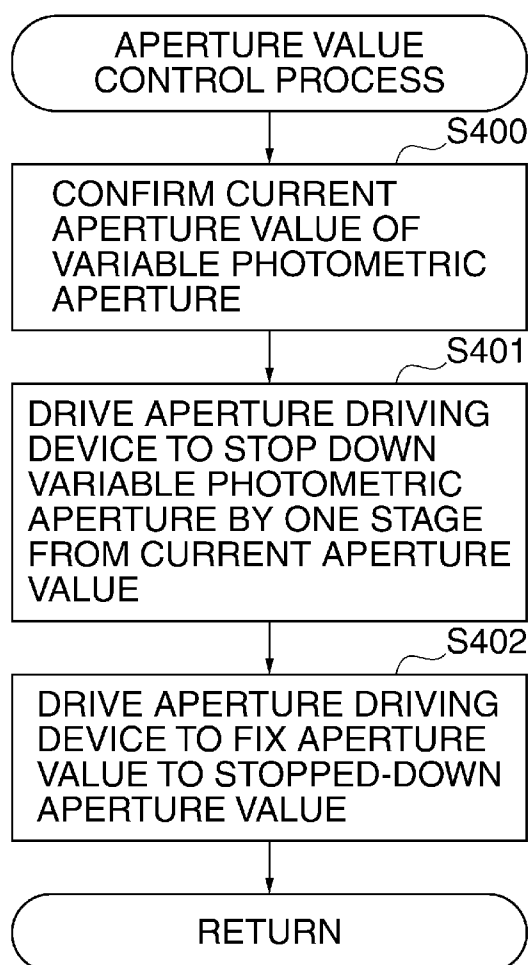 APERTURE VALUE
CONTROL PROCESS
S400
CONFIRM CURRENT
APERTURE VALUE OF
VARIABLE PHOTOMETRIC
APERTURE
S401
DRIVE APERTURE DRIVING
DEVICE TO STOP DOWN
VARIABLE PHOTOMETRIC
APERTURE BY ONE STAGE
FROM CURRENT APERTURE
VALUE
S402
DRIVE APERTURE DRIVING
DEVICE TO FIX APERTURE
VALUE TO STOPPED-DOWN
APERTURE VALUE
RETURN